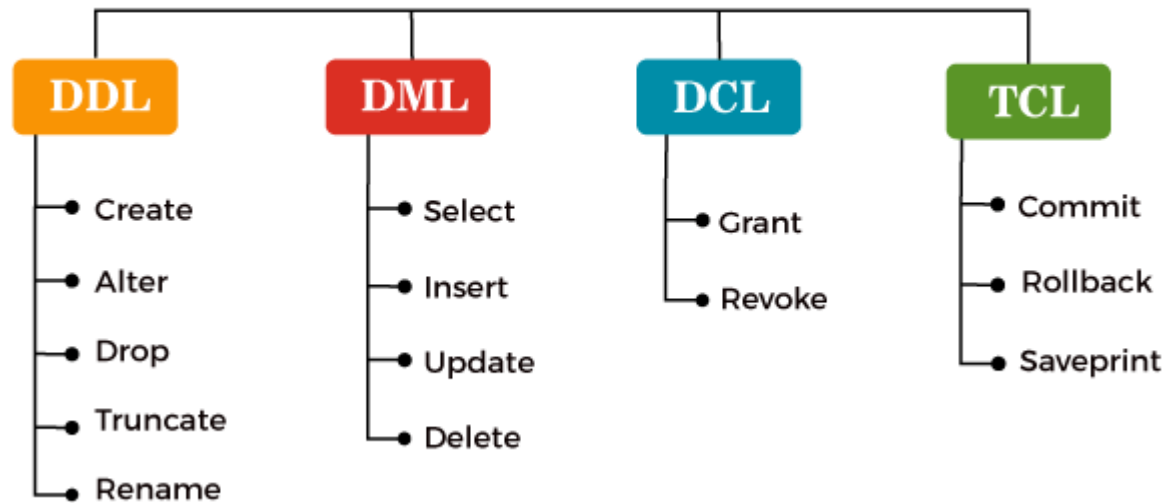 DDL
DML
DCL
TCL
Create
Alter
Drop
Truncate
Rename
Select
Insert
Update
Delete
Grant
Revoke
Commit
Rollback
Saveprint